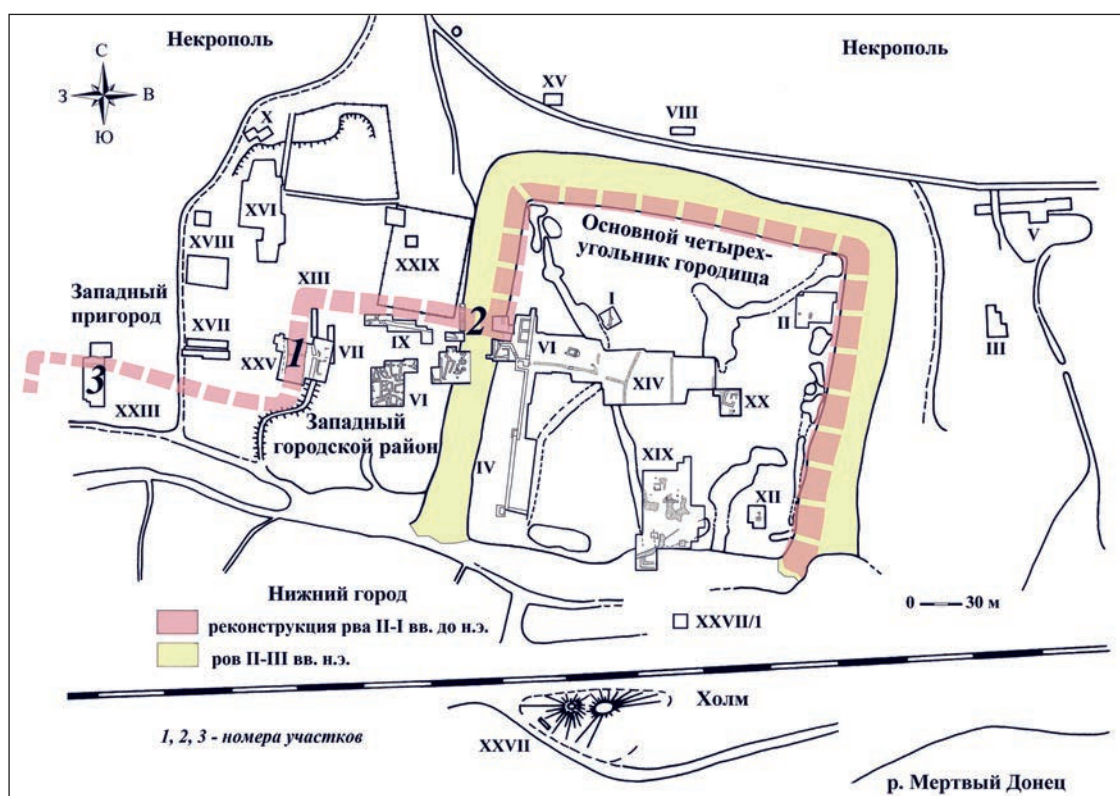 Некрополь
Некрополь
С
З
В
Ю
XV
VIII
X
XVI
XVIII
V
Основной четырех-
угольник городища
XXIX
XIII
I
II
III
Западный
пригород
2
XVII
IX
VI
1
VII
XXV
3
XIV
VI
XX
XXIII
Западный
городской район
IV
XIX
XII
Нижний город
0
30 м
реконструкция рва II-I вв. до н.э.
XXVII/1
ров II-III вв. н.э.
Холм
1, 2, 3 - номера участков
XXVII
р. Мертвый Донец